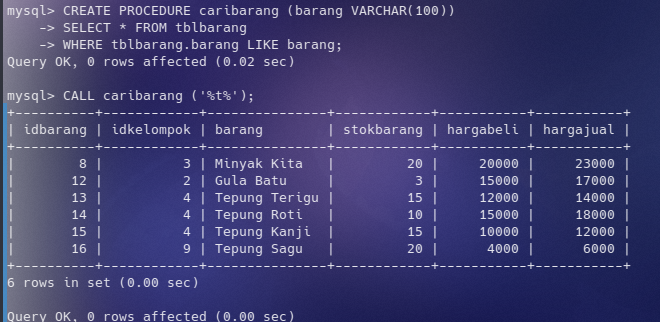 mysql> CREATE PROCEDURE caribarang (barang VARCHAR(100))
    -> SELECT * FROM tblbarang
    -> WHERE tblbarang.barang LIKE barang;
Query OK, 0 rows affected (0.02 sec)

mysql> CALL caribarang ('%t%');
+----------+------------+---------------+------------+----------+----------+
| idbarang | idkelompok | barang        | stokbarang | hargabeli | hargajual |
+----------+------------+---------------+------------+----------+----------+
|        8 |          3 | Minyak Kita   |         20 |     20000 |     23000 |
|       12 |          2 | Gula Batu     |          3 |     15000 |     17000 |
|       13 |          4 | Tepung Terigu |         15 |     12000 |     14000 |
|       14 |          4 | Tepung Roti   |         10 |     15000 |     18000 |
|       15 |          4 | Tepung Kanji  |         15 |     10000 |     12000 |
|       16 |          9 | Tepung Sagu   |         20 |      4000 |      6000 |
+----------+------------+---------------+------------+----------+----------+
6 rows in set (0.00 sec)

Query OK, 0 rows affected (0.00 sec)